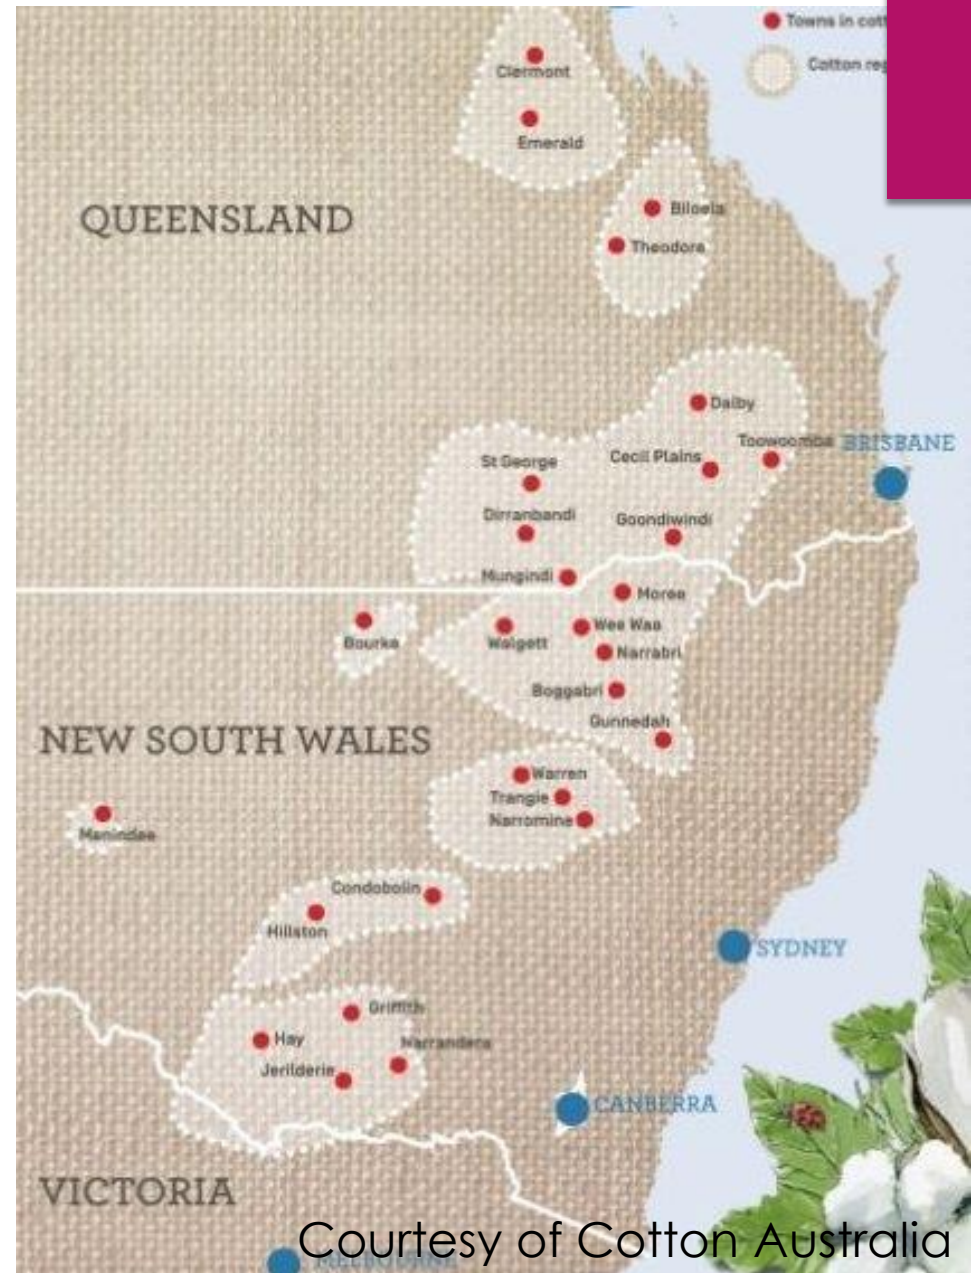 Towns in cott
Cotton reg
Clermont
Emerald
QUEENSLAND
Biloela
Theodore
Dalby
Toowoomba
BRISBANE
St George
Cecil Plains
Dirranbandi
Goondiwindi
Mungindi
Moree
Bourke
Walgett
Wee Waa
Narrabri
Boggabri
Gunnedah
NEW SOUTH WALES
Warren
Trangie
Narromine
Menindee
Condobolin
Hillston
SYDNEY
Griffith
Hay
Narrandera
Jerilderie
CANBERRA
VICTORIA
Courtesy of Cotton Australia
MELBOURNE